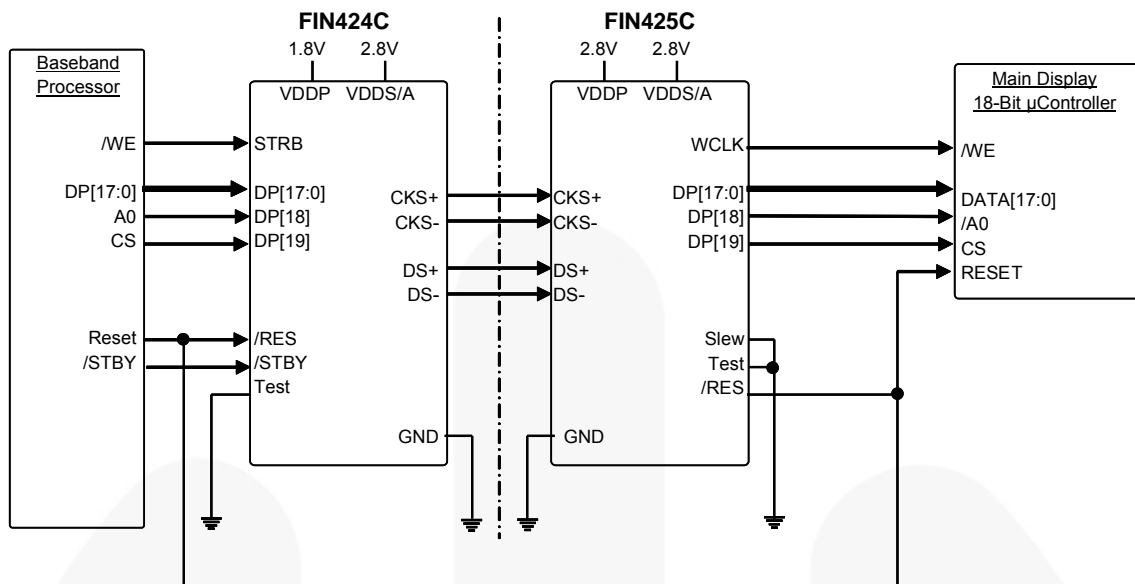 FIN424C
FIN425C
1.8V 2.8V
2.8V 2.8V
Baseband
Processor
/WE
DP[17:0]
A0
CS
Reset
/STBY
VDDP VDDS/A
STRB
DP[17:0]
DP[18]
DP[19]
/RES
/STBY
Test
CKS+
CKS-
DS+
DS-
GND
VDDP VDDS/A
CKS+
CKS-
DS+
DS-
GND
WCLK
DP[17:0]
DP[18]
DP[19]
Slew
Test
/RES
Main Display
18-Bit µController
/WE
DATA[17:0]
/A0
CS
RESET